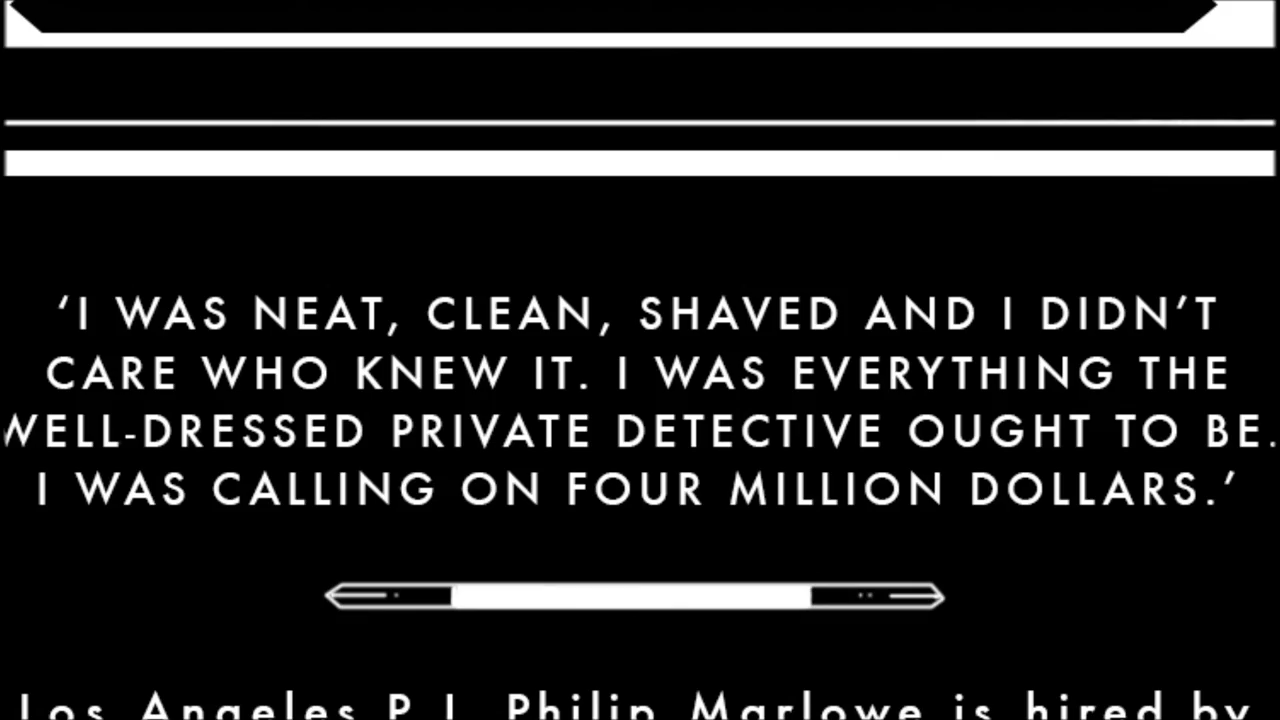 ‘I WAS NEAT, CLEAN, SHAVED AND I DIDN’T
CARE WHO KNEW IT. I WAS EVERYTHING THE
WELL-DRESSED PRIVATE DETECTIVE OUGHT TO BE.
I WAS CALLING ON FOUR MILLION DOLLARS.’
Los Angeles P.I. Philip Marlowe is hired by